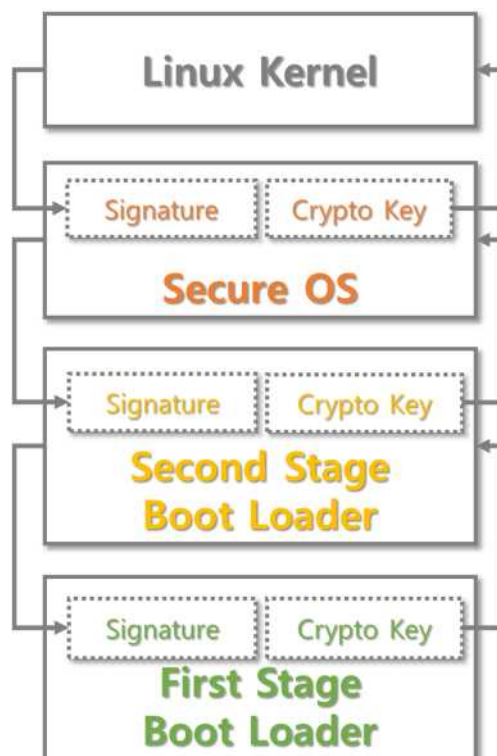 Linux Kernel
Signature Crypto Key
Secure OS
Signature Crypto Key
Second Stage
Boot Loader
Signature Crypto Key
First Stage
Boot Loader